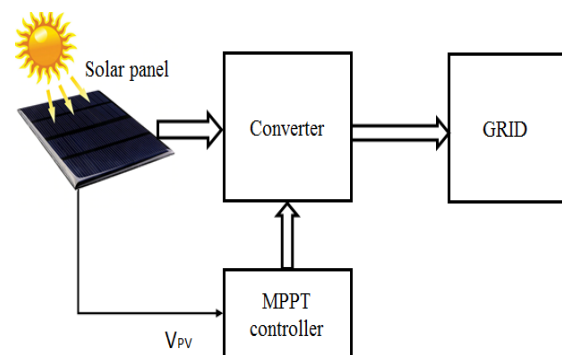 Solar panel
Converter
GRID
MPPT
controller
VPV